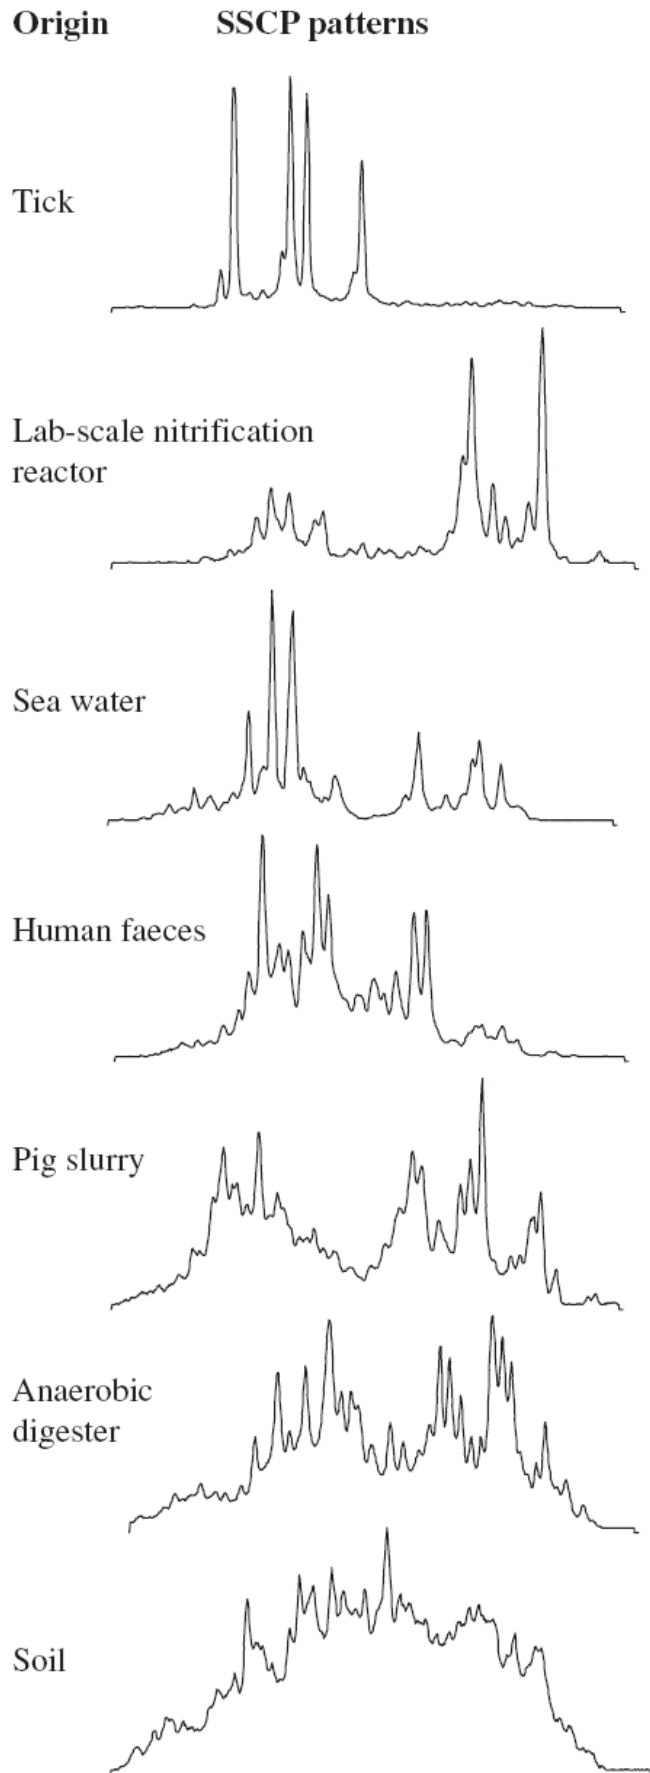 Origin SSCP patterns
Tick
Lab-scale nitrification
reactor
Sea water
Human faeces
Pig slurry
Anaerobic
digester
Soil